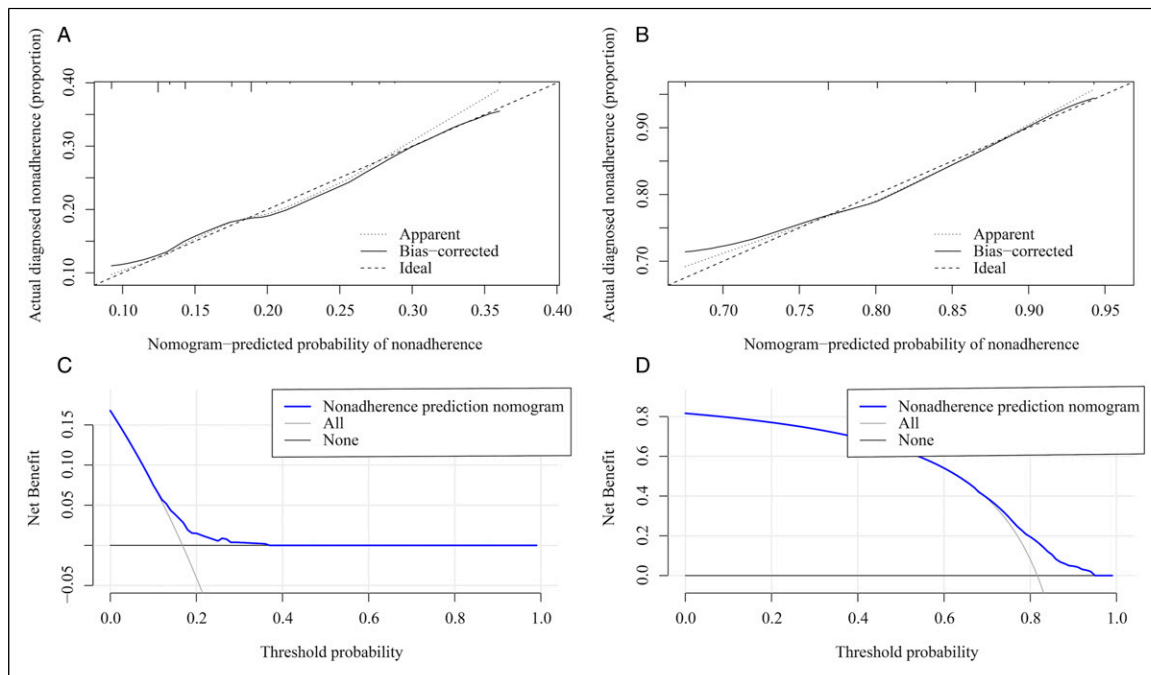 A
Actual diagnosed nonadherence (proportion)
0.40
0.30
0.20
0.10
Apparent
Bias−corrected
Ideal
0.10 0.15 0.20 0.25 0.30 0.35 0.40
Nomogram−predicted probability of nonadherence
B
Actual diagnosed nonadherence (proportion)
0.90
0.80
0.70
Apparent
Bias−corrected
Ideal
0.70 0.75 0.80 0.85 0.90 0.95
Nomogram−predicted probability of nonadherence
C
Net Benefit
0.15
0.05
−0.05
Nonadherence prediction nomogram
All
None
0.0 0.2 0.4 0.6 0.8 1.0
Threshold probability
D
Net Benefit
0.8
0.6
0.4
0.2
0.0
Nonadherence prediction nomogram
All
None
0.0 0.2 0.4 0.6 0.8 1.0
Threshold probability